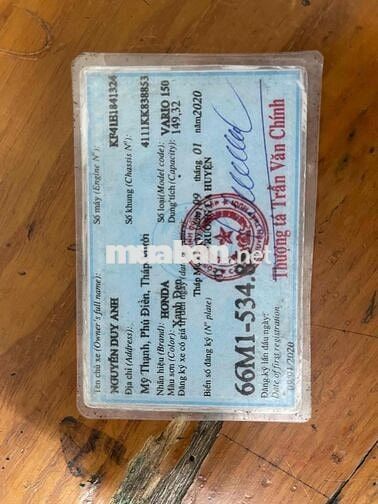 Tên chủ xe (Owner's full name):
NGUYỄN DUY ANH
Địa chỉ (Address):
Mỹ Thạnh, Phú Điền, Tháp Mười
Nhãn hiệu (Brand): HONDA
Màu sơn (Color): Xanh Đen
Đăng ký xe có giá trị đến ngày
Biển số đăng ký (Nº plate)
66M1-534.8
Đăng ký lần đầu ngày:
Date of first registration
Số máy (Engine Nº): KF41E1841324
Số khung (Chassis Nº): 4111KK838853
Số loại (Model code): VARIO 150
Dung tích (Capacity): 149,32
tháng 01 năm 2020
Thượng tá Trần Văn Chính
muaban.net